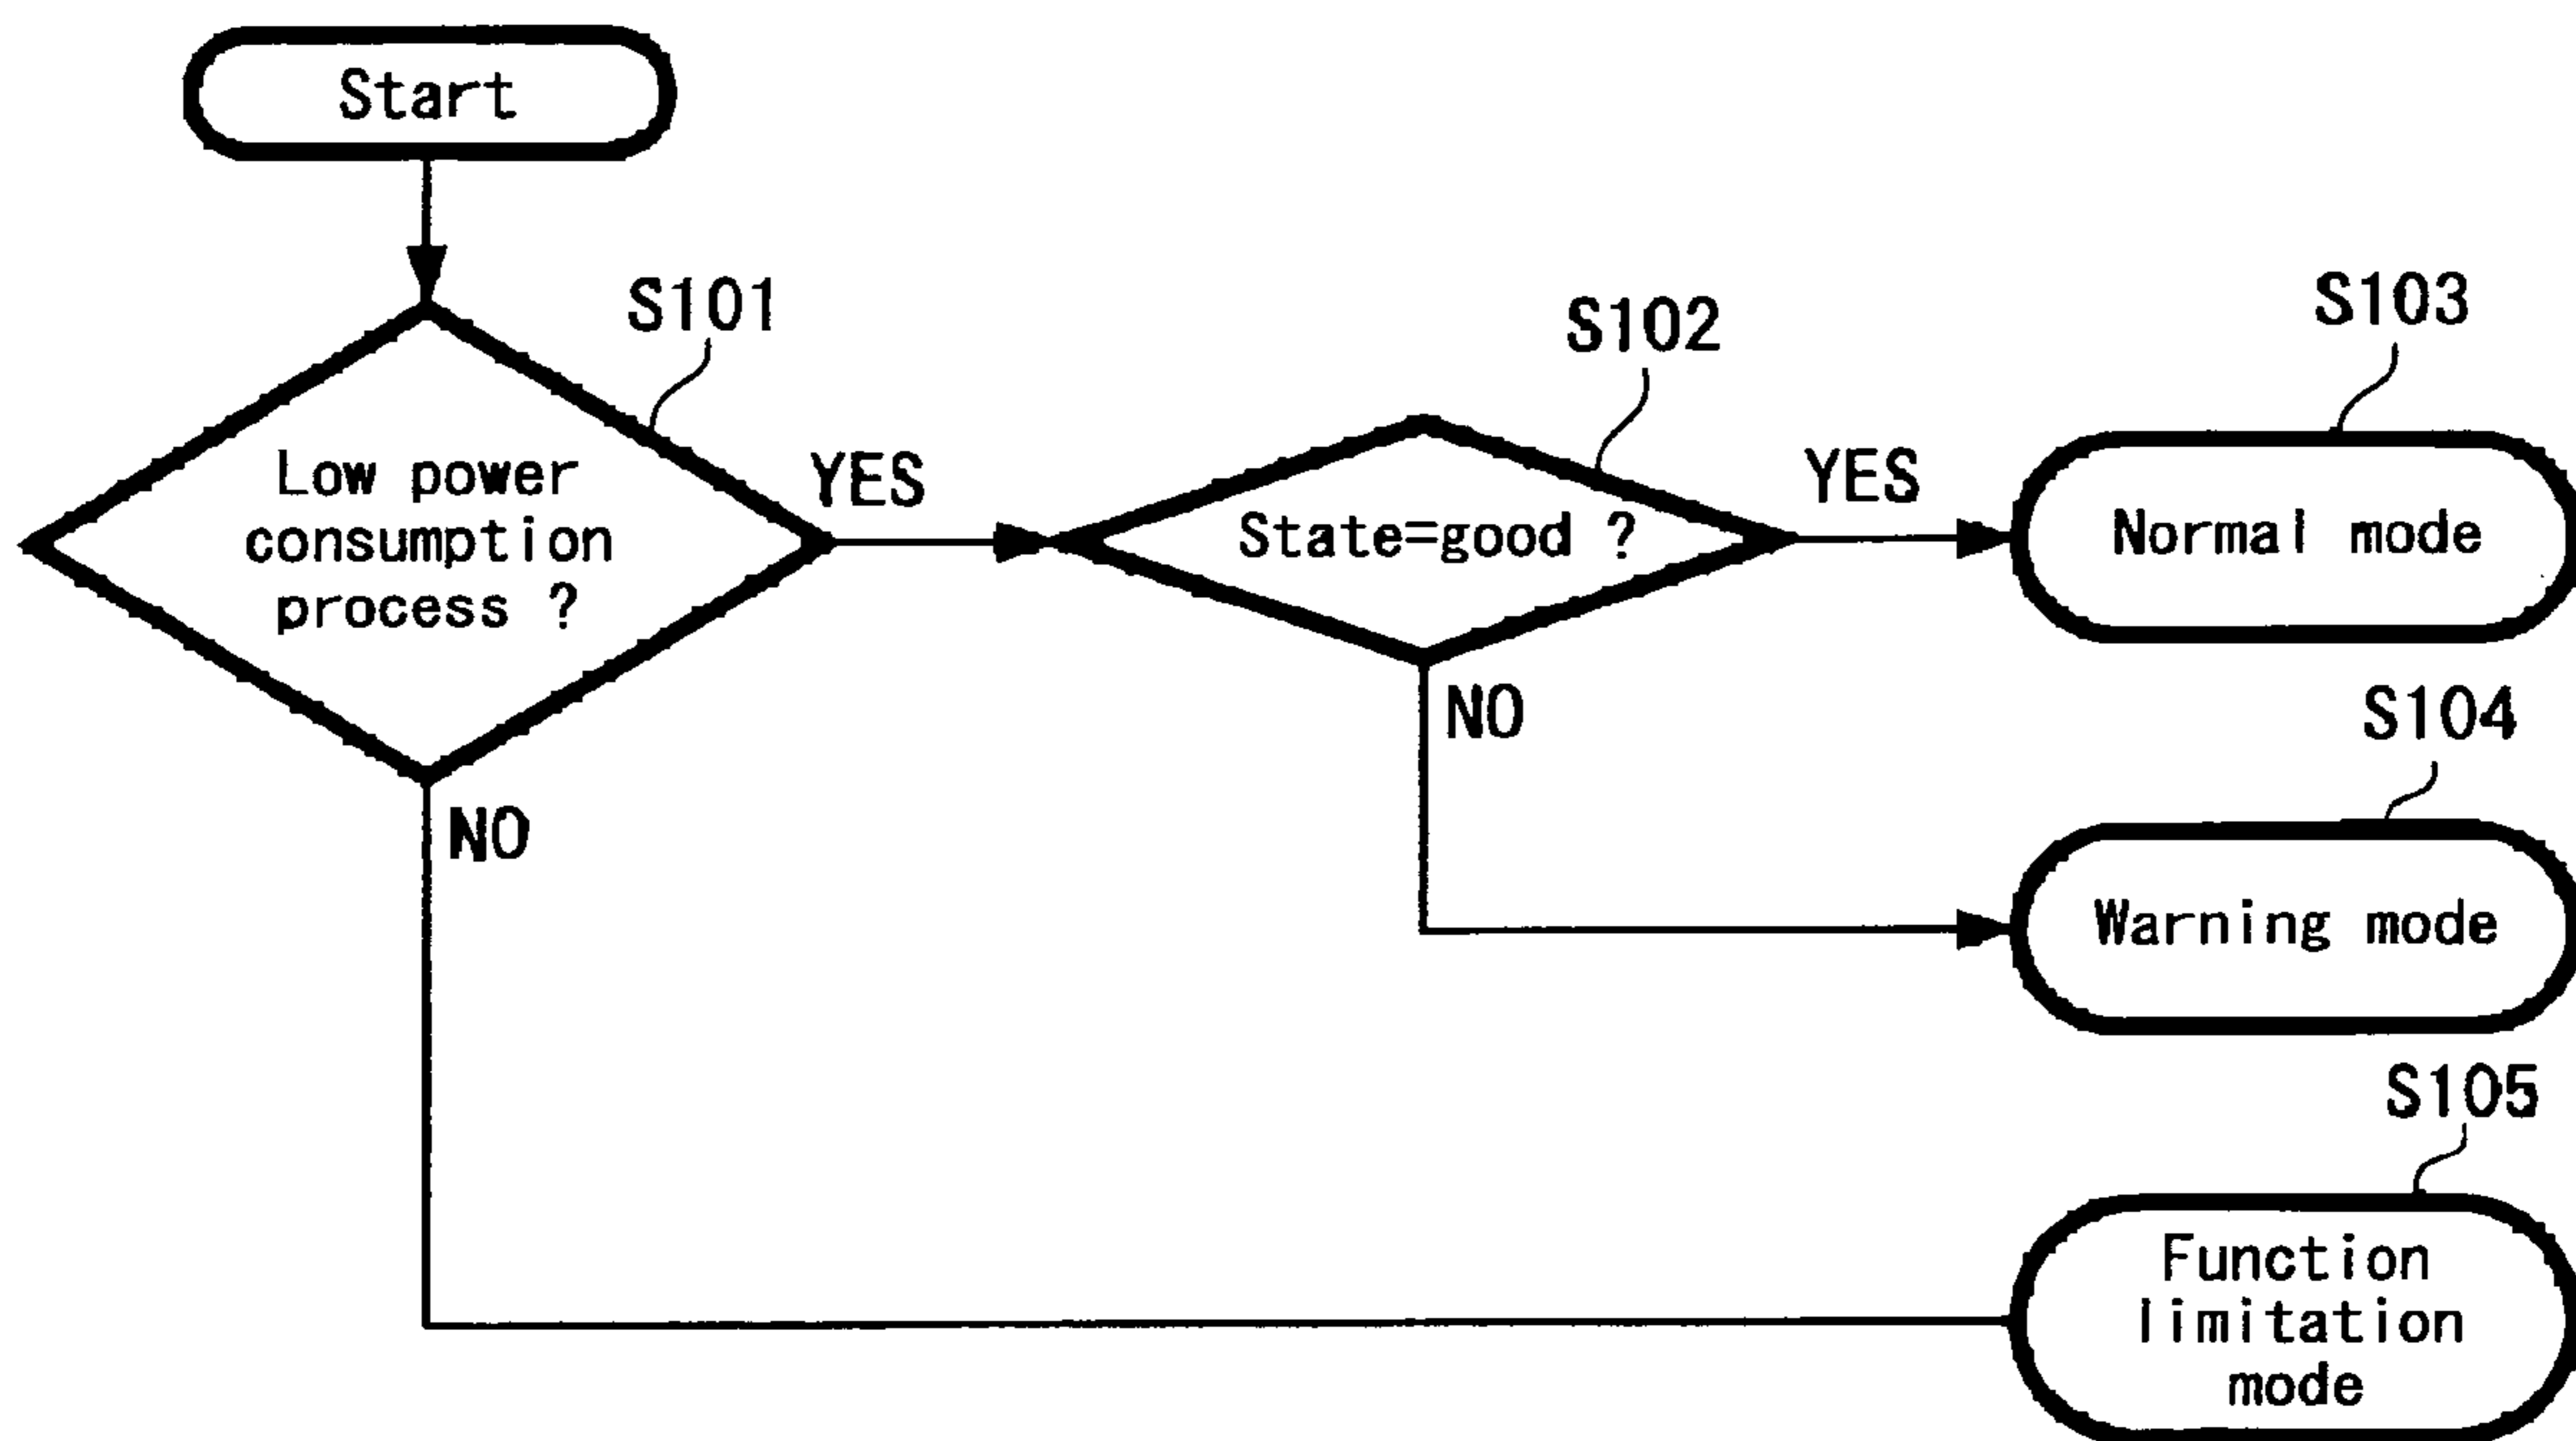 Start
S101
Low power
consumption
process ?
YES
NO
S102
State=good ?
YES
NO
S103
Normal mode
S104
Warning mode
S105
Function
limitation
mode